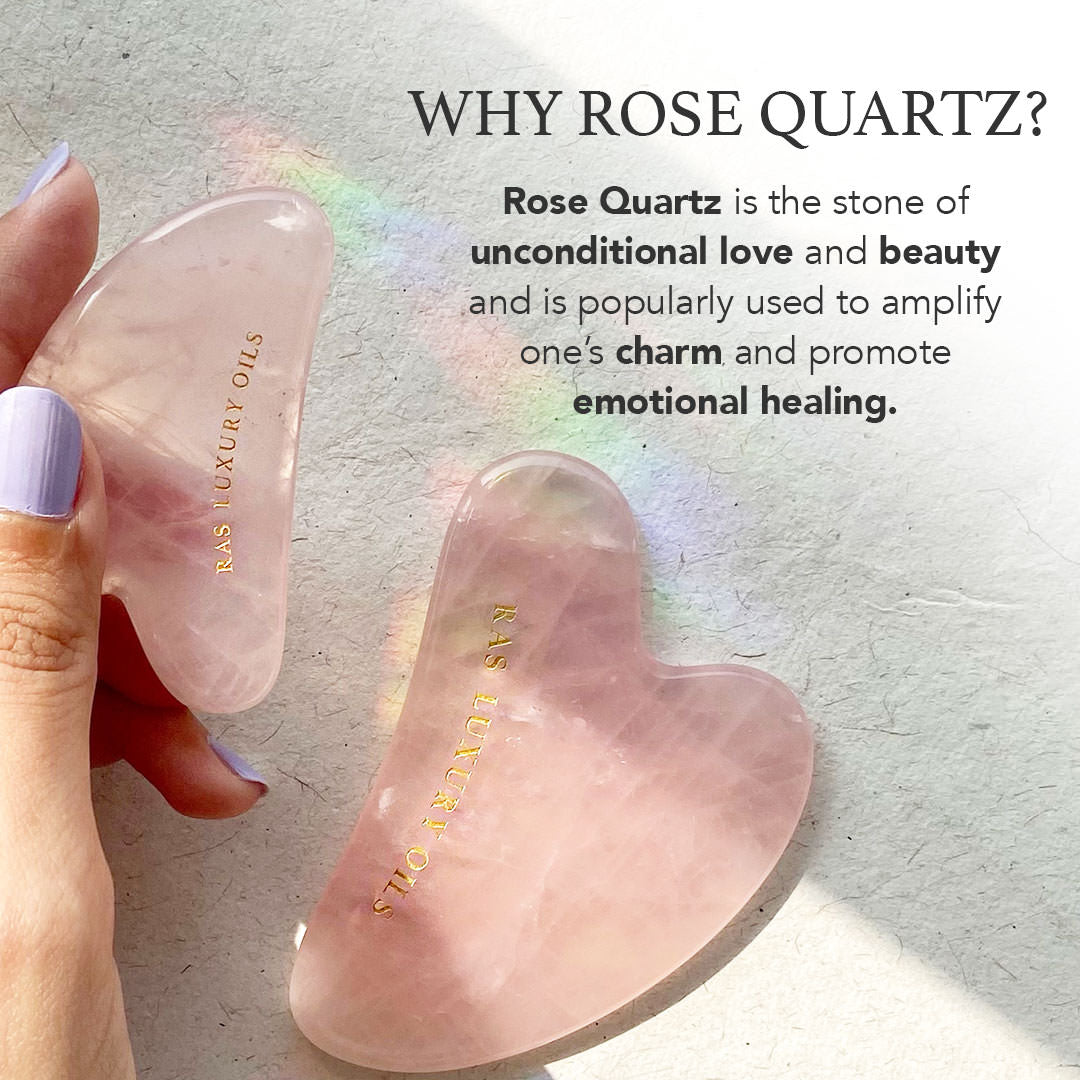 WHY ROSE QUARTZ?
Rose Quartz is the stone of
unconditional love and beauty
and is popularly used to amplify
one’s charm and promote
emotional healing.
RAS LUXURY OILS
RAS LUXURY OILS